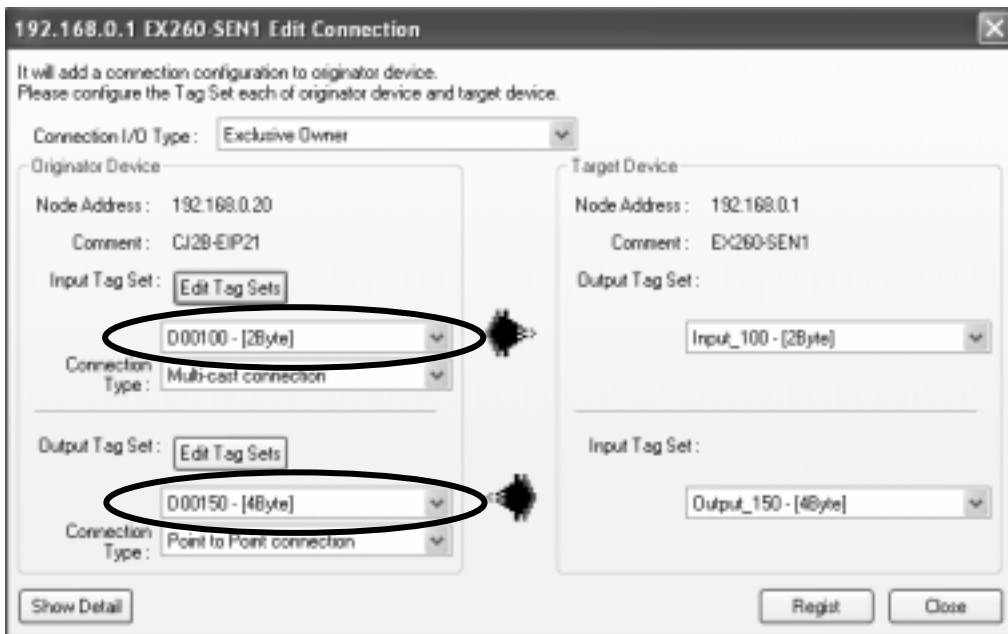 192.168.0.1 EX260-SEN1 Edit Connection
It will add a connection configuration to originator device.
Please configure the Tag Set each of originator device and target device.
Connection I/O Type : Exclusive Owner
Originator Device
Node Address : 192.168.0.20
Comment : CJ2B-EIP21
Input Tag Set : Edit Tag Sets
D00100 - [2Byte]
Connection Type : Multi-cast connection
Output Tag Set : Edit Tag Sets
D00150 - [4Byte]
Connection Type : Point to Point connection
Target Device
Node Address : 192.168.0.1
Comment : EX260-SEN1
Output Tag Set :
Input_100 - [2Byte]
Input Tag Set :
Output_150 - [4Byte]
Show Detail
Regist
Close